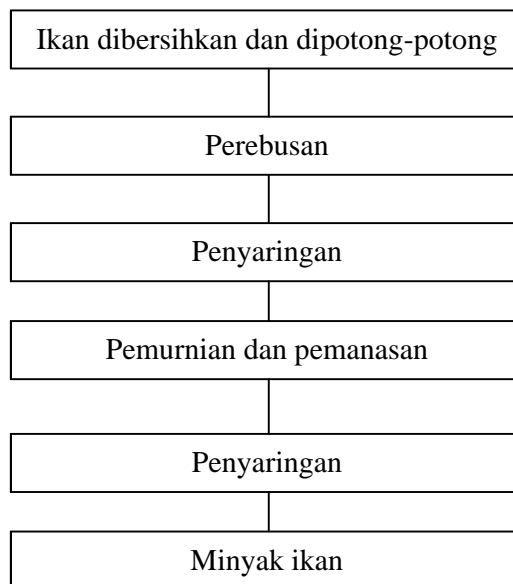 Ikan dibersihkan dan dipotong-potong
Perebusan
Penyaringan
Pemurnian dan pemanasan
Penyaringan
Minyak ikan